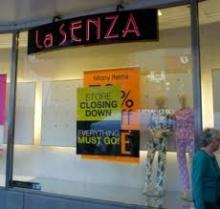 La SENZA
Many Items
% 
off
STORE
CLOSING
DOWN
EVERYTHING
MUST GO!
E